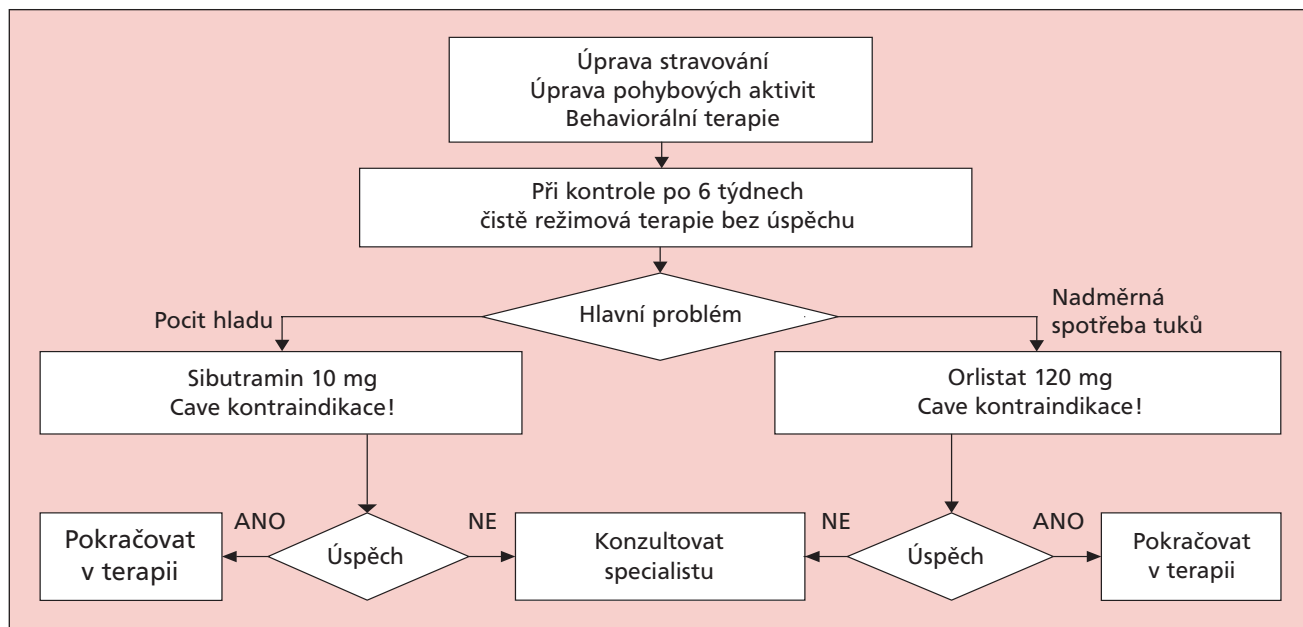 Úprava stravování
Úprava pohybových aktivit
Behaviorální terapie
Při kontrole po 6 týdnech
čistě režimová terapie bez úspěchu
Hlavní problém
Pocit hladu
Nadměrná
spotřeba tuků
Sibutramin 10 mg
Cave kontraindikace!
Orlistat 120 mg
Cave kontraindikace!
Pokračovat
v terapii
ANO
Úspěch
NE
Konzultovat
specialistu
NE
Úspěch
ANO
Pokračovat
v terapii